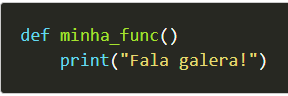 def minha_func()
    print("Fala galera!")